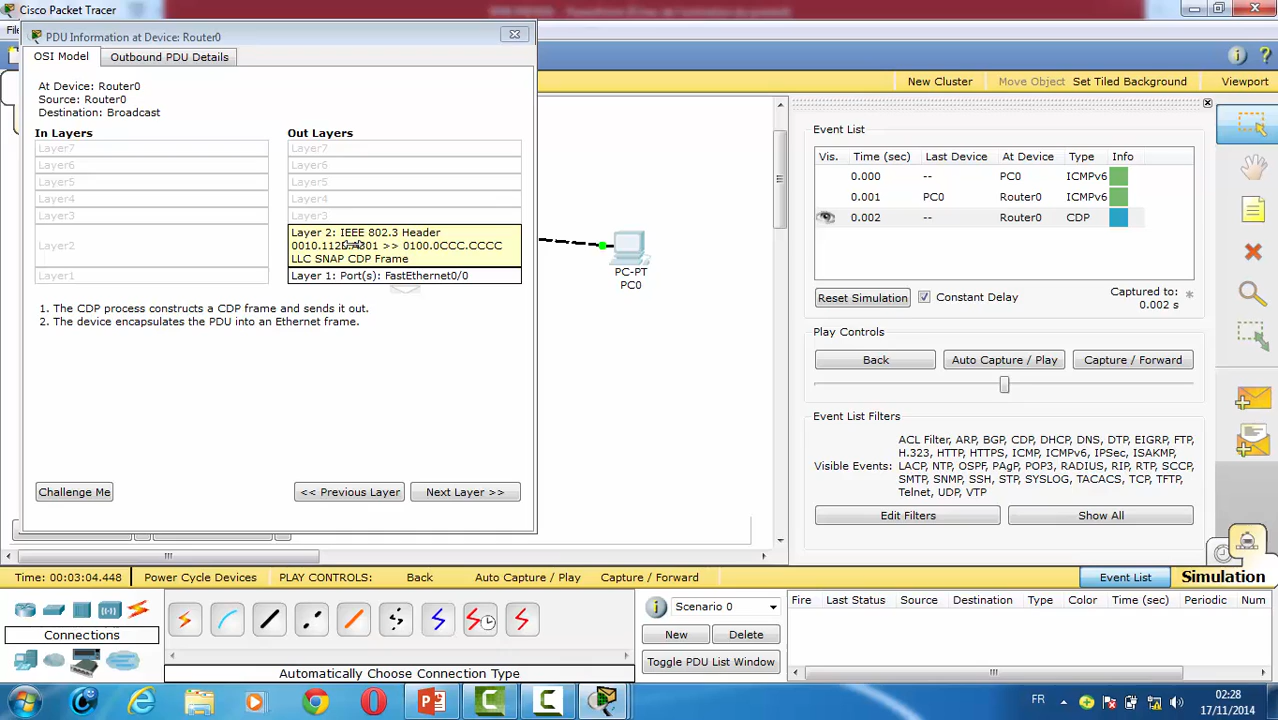 Cisco Packet Tracer
File
PDU Information at Device: Router0
OSI Model
Outbound PDU Details
At Device: Router0
Source: Router0
Destination: Broadcast
In Layers
Out Layers
Layer7
Layer6
Layer5
Layer4
Layer3
Layer2
Layer1
Layer7
Layer6
Layer5
Layer4
Layer3
Layer 2: IEEE 802.3 Header
>> 0100.0CCC.CCCC
LLC SNAP CDP Frame
Layer 1: Port(s): FastEthernet0/0
1. The CDP process constructs a CDP frame and sends it out.
2. The device encapsulates the PDU into an Ethernet frame.
Challenge Me
<< Previous Layer
Next Layer >>
New Cluster
Move Object
Set Tiled Background
Viewport
PC-PT
PC0
Event List
Vis. Time (sec) Last Device At Device Type Info
0.000 -- PC0 ICMPv6
0.001 PC0 Router0 ICMPv6
0.002 -- Router0 CDP
Reset Simulation
Constant Delay
Captured to: *
0.002 s
Play Controls
Back
Auto Capture / Play
Capture / Forward
Event List Filters
Visible Events:
ACL Filter, ARP, BGP, CDP, DHCP, DNS, DTP, EIGRP, FTP,
H.323, HTTP, HTTPS, ICMP, ICMPv6, IPSec, ISAKMP,
LACP, NTP, OSPF, PAgP, POP3, RADIUS, RIP, RTP, SCCP,
SMTP, SNMP, SSH, STP, SYSLOG, TACACS, TCP, TFTP,
Telnet, UDP, VTP
Edit Filters
Show All
Time: 00:03:04.448
Power Cycle Devices
PLAY CONTROLS:
Back
Auto Capture / Play
Capture / Forward
Event List
Simulation
Connections
Automatically Choose Connection Type
Scenario 0
New
Delete
Toggle PDU List Window
Fire Last Status Source Destination Type Color Time (sec) Periodic Num
FR
02:28
17/11/2014